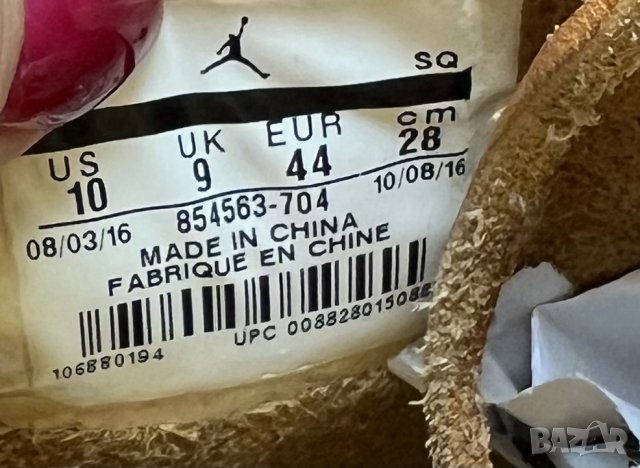 SQ
US UK EUR cm
10 9 44 28
08/03/16 854563-704 10/08/16
MADE IN CHINA
FABRIQUE EN CHINE
UPC
106880194
BAZAR